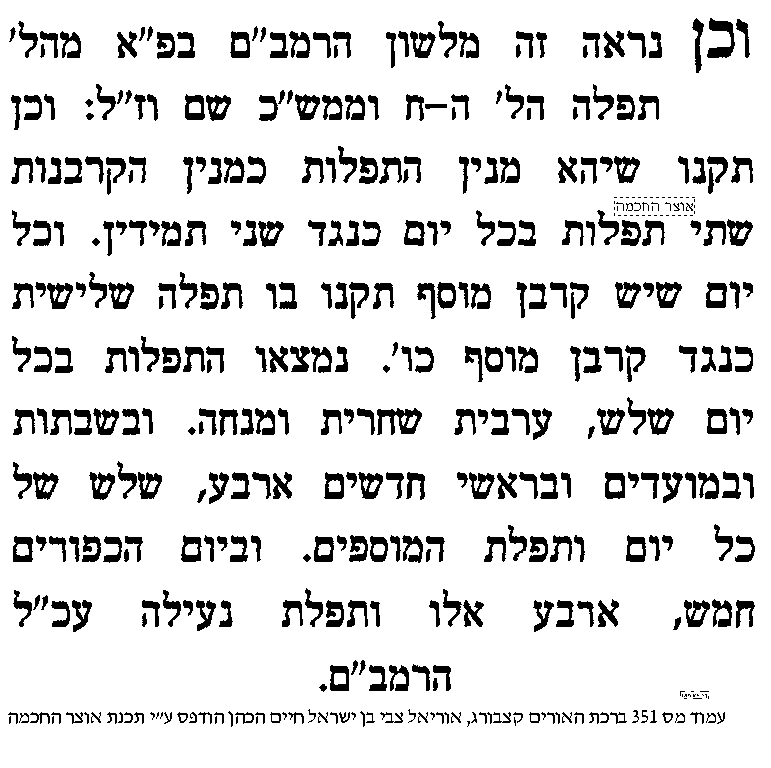 וכן נראה זה מלשון הרמב"ם בפ"א מהל'
תפלה הל' ה–ח וממש"כ שם וז"ל: וכן
תקנו שיהא מנין התפלות כמנין הקרבנות
אוצר החכמה
שתי תפלות בכל יום כנגד שני תמידין. וכל
יום שיש קרבן מוסף תקנו בו תפלה שלישית
כנגד קרבן מוסף כו'. נמצאו התפלות בכל
יום שלש, ערבית שחרית ומנחה. ובשבתות
ובמועדים ובראשי חדשים ארבע, שלש של
כל יום ותפלת המוספים. וביום הכפורים
חמש, ארבע אלו ותפלת נעילה עכ"ל
הרמב"ם.
עמוד מס 351 ברכת האורים קצבורג, אוריאל צבי בן ישראל חיים הכהן הודפס ע״י תכנת אוצר החכמה